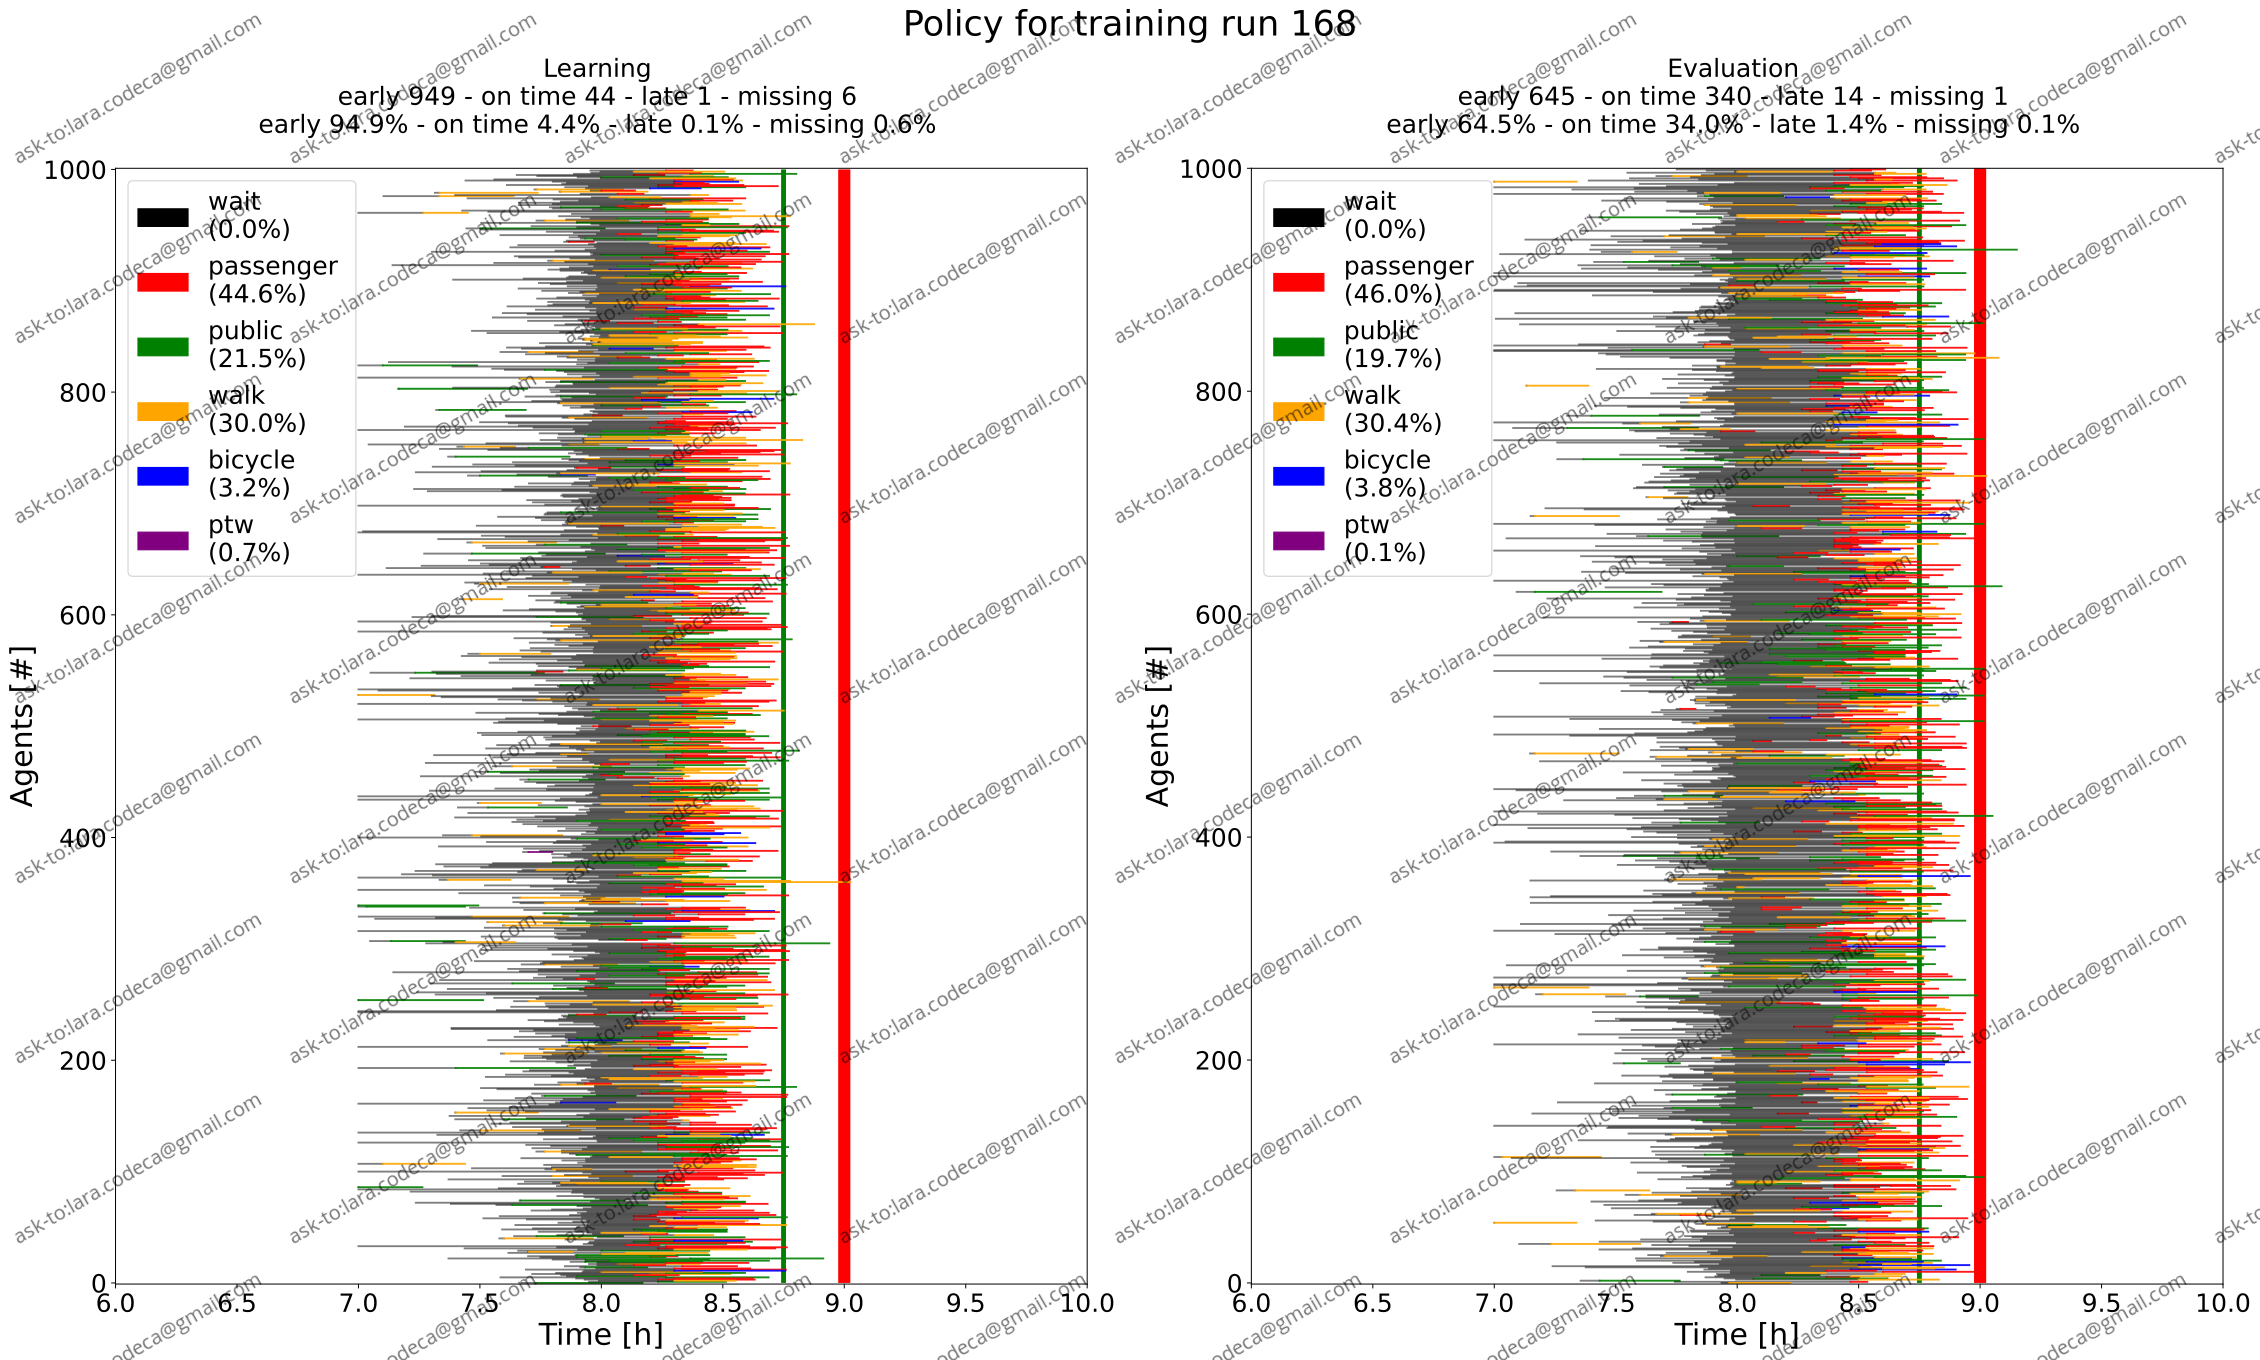 Policy for training run 168
Learning
early 949 - on time 44 - late 1 - missing 6
early 94.9% - on time 4.4% - late 0.1% - missing 0.6%
Agents [#]
1000
800
600
400
200
0
wait
(0.0%)
passenger
(44.6%)
public
(21.5%)
walk
(30.0%)
bicycle
(3.2%)
ptw
(0.7%)
6.0 6.5 7.0 7.5 8.0 8.5 9.0 9.5 10.0
Time [h]
Evaluation
early 645 - on time 340 - late 14 - missing 1
early 64.5% - on time 34.0% - late 1.4% - missing 0.1%
Agents [#]
1000
800
600
400
200
0
wait
(0.0%)
passenger
(46.0%)
public
(19.7%)
walk
(30.4%)
bicycle
(3.8%)
ptw
(0.1%)
6.0 6.5 7.0 7.5 8.0 8.5 9.0 9.5 10.0
Time [h]
ask-to:lara.codeca@gmail.com